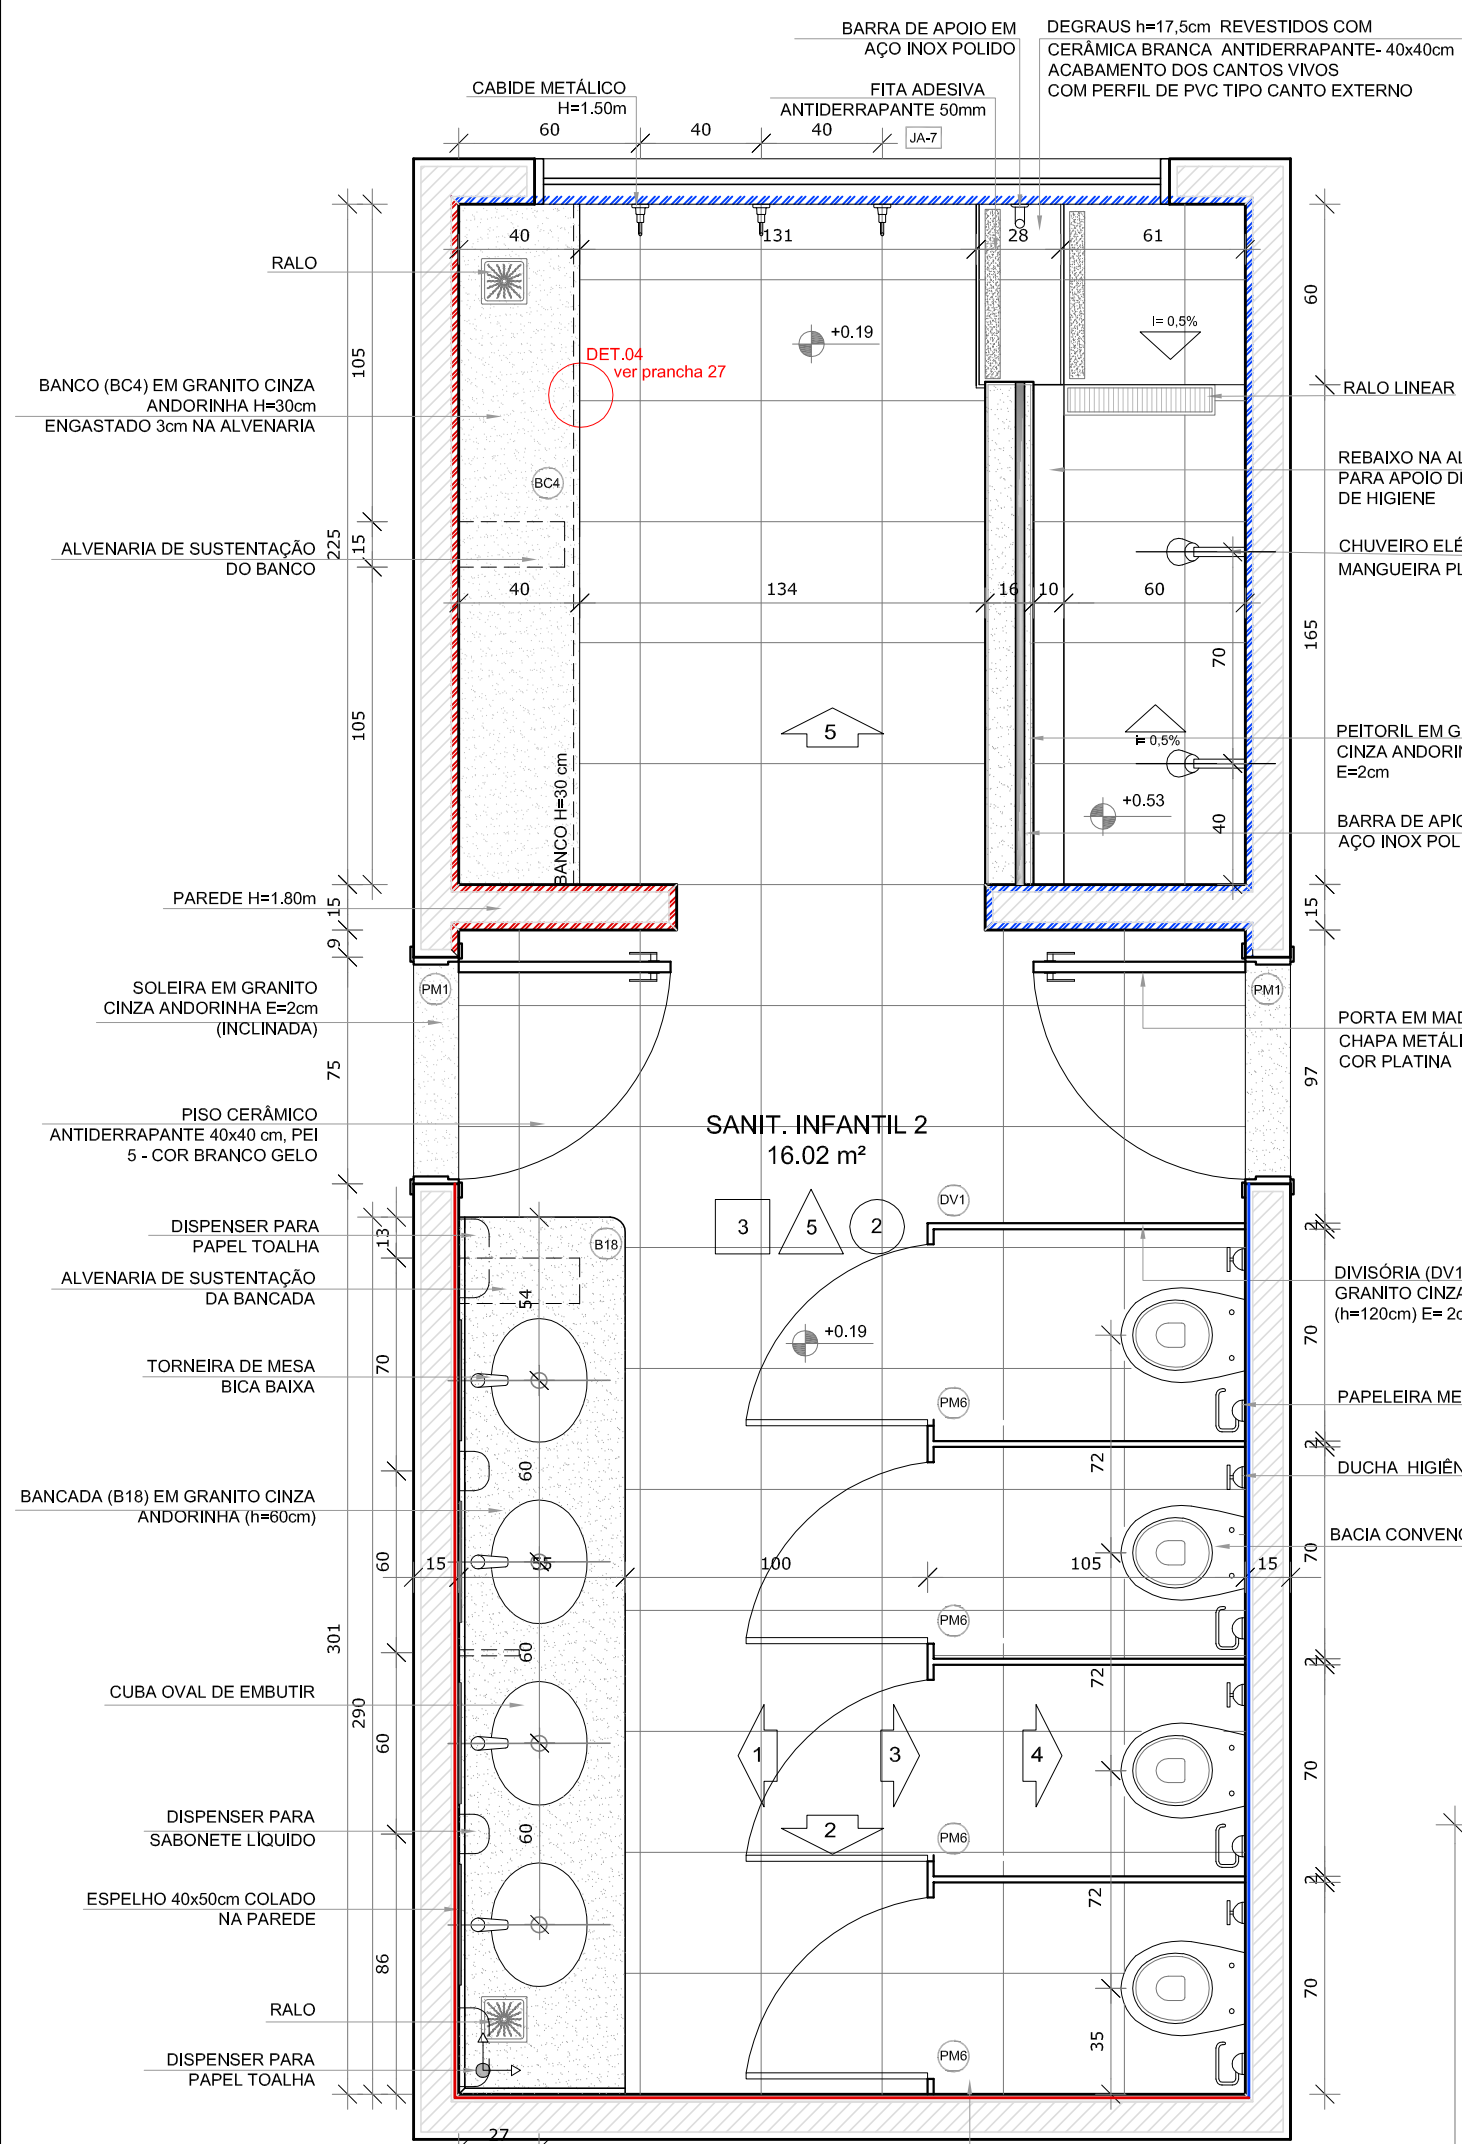 BARRA DE APOIO EM
AÇO INOX POLIDO
DEGRAUS h=17,5cm REVESTIDOS COM
CERÂMICA BRANCA ANTIDERRAPANTE- 40x40cm
ACABAMENTO DOS CANTOS VIVOS
COM PERFIL DE PVC TIPO CANTO EXTERNO
CABIDE METÁLICO
H=1.50m
FITA ADESIVA
ANTIDERRAPANTE 50mm
60
40
40
JA-7
40
131
28
61
RALO
+0.19
I= 0,5%
60
105
DET.04
ver prancha 27
BANCO (BC4) EM GRANITO CINZA
ANDORINHA H=30cm
ENGASTADO 3cm NA ALVENARIA
RALO LINEAR
BC4
REBAIXO NA AL
PARA APOIO DE
DE HIGIENE
ALVENARIA DE SUSTENTAÇÃO
DO BANCO
225
15
CHUVEIRO ELÉ
MANGUEIRA PL
40
134
16
10
60
165
70
105
5
I= 0,5%
PEITORIL EM G
CINZA ANDORIN
E=2cm
BANCO H=30 cm
+0.53
40
BARRA DE APIO
AÇO INOX POL
PAREDE H=1.80m
15
9
15
SOLEIRA EM GRANITO
CINZA ANDORINHA E=2cm
(INCLINADA)
PM1
PM1
PORTA EM MAD
CHAPA METÁLI
COR PLATINA
75
97
PISO CERÂMICO
ANTIDERRAPANTE 40x40 cm, PEI
5 - COR BRANCO GELO
SANIT. INFANTIL 2
16.02 m²
3
5
2
DV1
2
DISPENSER PARA
PAPEL TOALHA
13
B18
ALVENARIA DE SUSTENTAÇÃO
DA BANCADA
54
DIVISÓRIA (DV1
GRANITO CINZA
(h=120cm) E= 2c
+0.19
70
TORNEIRA DE MESA
BICA BAIXA
70
PM6
PAPELEIRA ME
2
60
72
DUCHA HIGIÊN
BANCADA (B18) EM GRANITO CINZA
ANDORINHA (h=60cm)
BACIA CONVENC
60
15
55
100
105
70
15
PM6
301
60
72
2
CUBA OVAL DE EMBUTIR
290
60
1
3
4
70
DISPENSER PARA
SABONETE LÍQUIDO
60
2
PM6
2
72
ESPELHO 40x50cm COLADO
NA PAREDE
86
70
RALO
35
PM6
DISPENSER PARA
PAPEL TOALHA
27